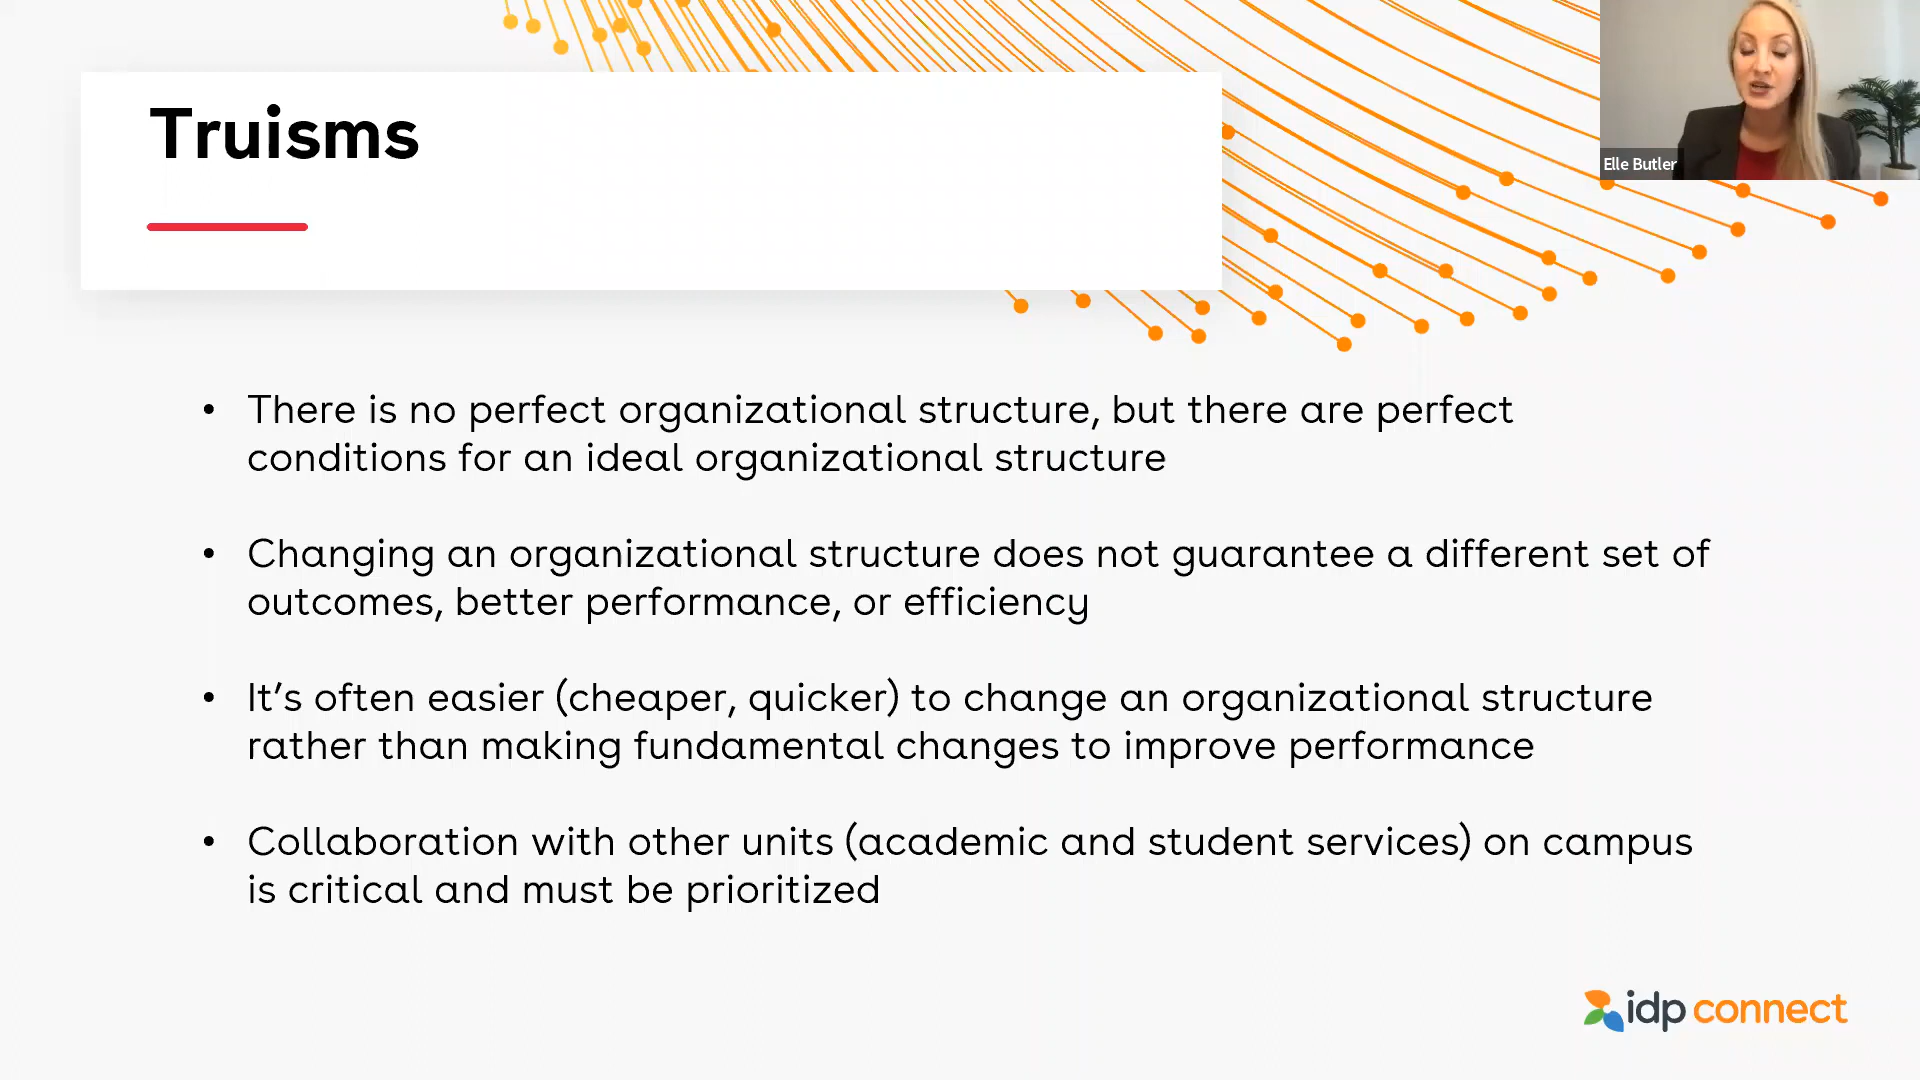 Truisms
Elle Butler
• There is no perfect organizational structure, but there are perfect
conditions for an ideal organizational structure
• Changing an organizational structure does not guarantee a different set of
outcomes, better performance, or efficiency
• It’s often easier (cheaper, quicker) to change an organizational structure
rather than making fundamental changes to improve performance
• Collaboration with other units (academic and student services) on campus
is critical and must be prioritized
idp connect